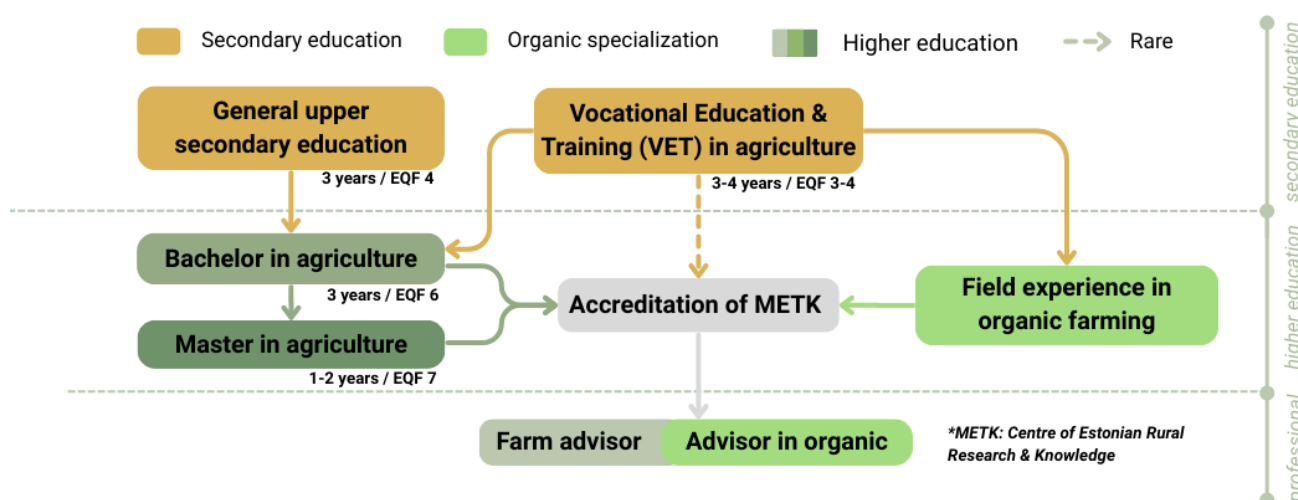 Secondary education
Organic specialization
Higher education
Rare
General upper
secondary education
3 years / EQF 4
Vocational Education &
Training (VET) in agriculture
3-4 years / EQF 3-4
secondary education
Bachelor in agriculture
3 years / EQF 6
Master in agriculture
1-2 years / EQF 7
Accreditation of METK
Field experience in
organic farming
higher education
Farm advisor
Advisor in organic
*METK: Centre of Estonian Rural
Research & Knowledge
professional